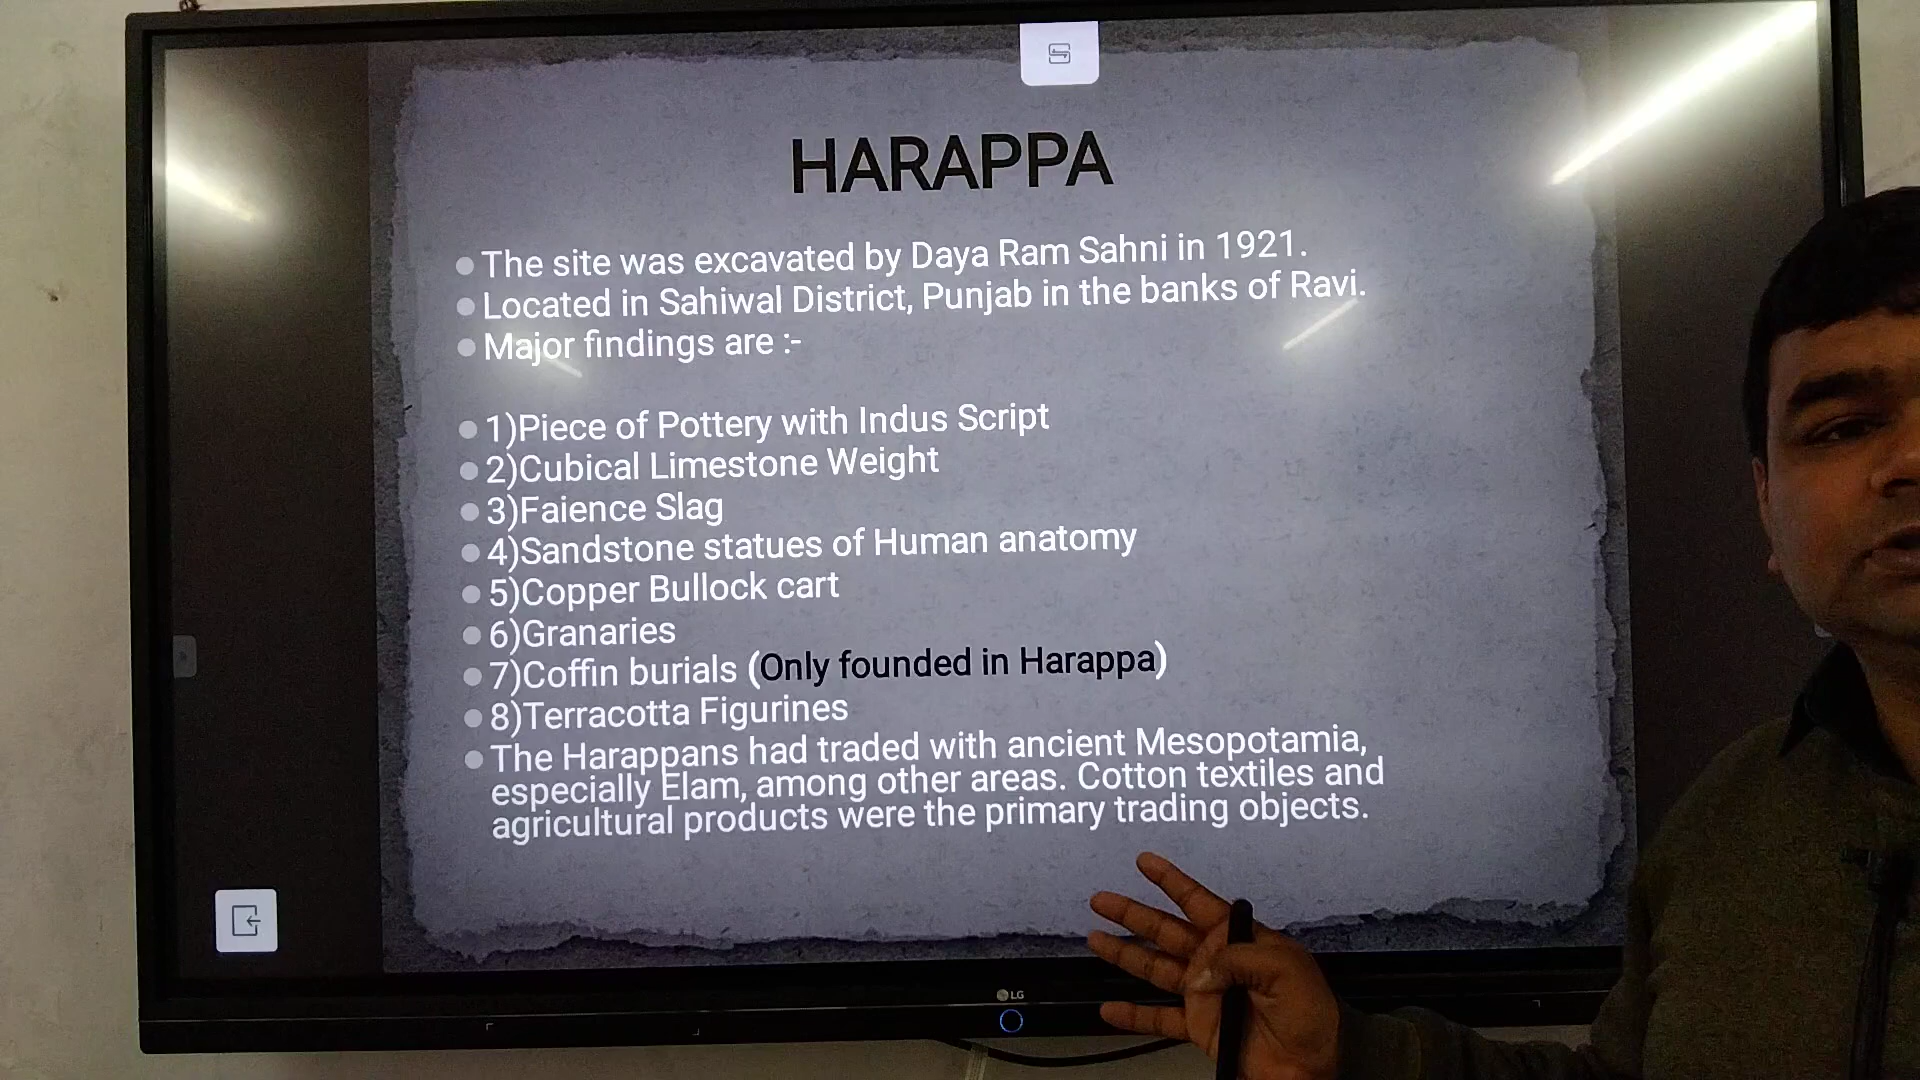 HARAPPA
The site was excavated by Daya Ram Sahni in 1921.
Located in Sahiwal District, Punjab in the banks of Ravi.
Major findings are :-
1)Piece of Pottery with Indus Script
2)Cubical Limestone Weight
3)Faience Slag
4)Sandstone statues of Human anatomy
5)Copper Bullock cart
6)Granaries
7)Coffin burials (Only founded in Harappa)
8)Terracotta Figurines
The Harappans had traded with ancient Mesopotamia,
especially Elam, among other areas. Cotton textiles and
agricultural products were the primary trading objects.
LG